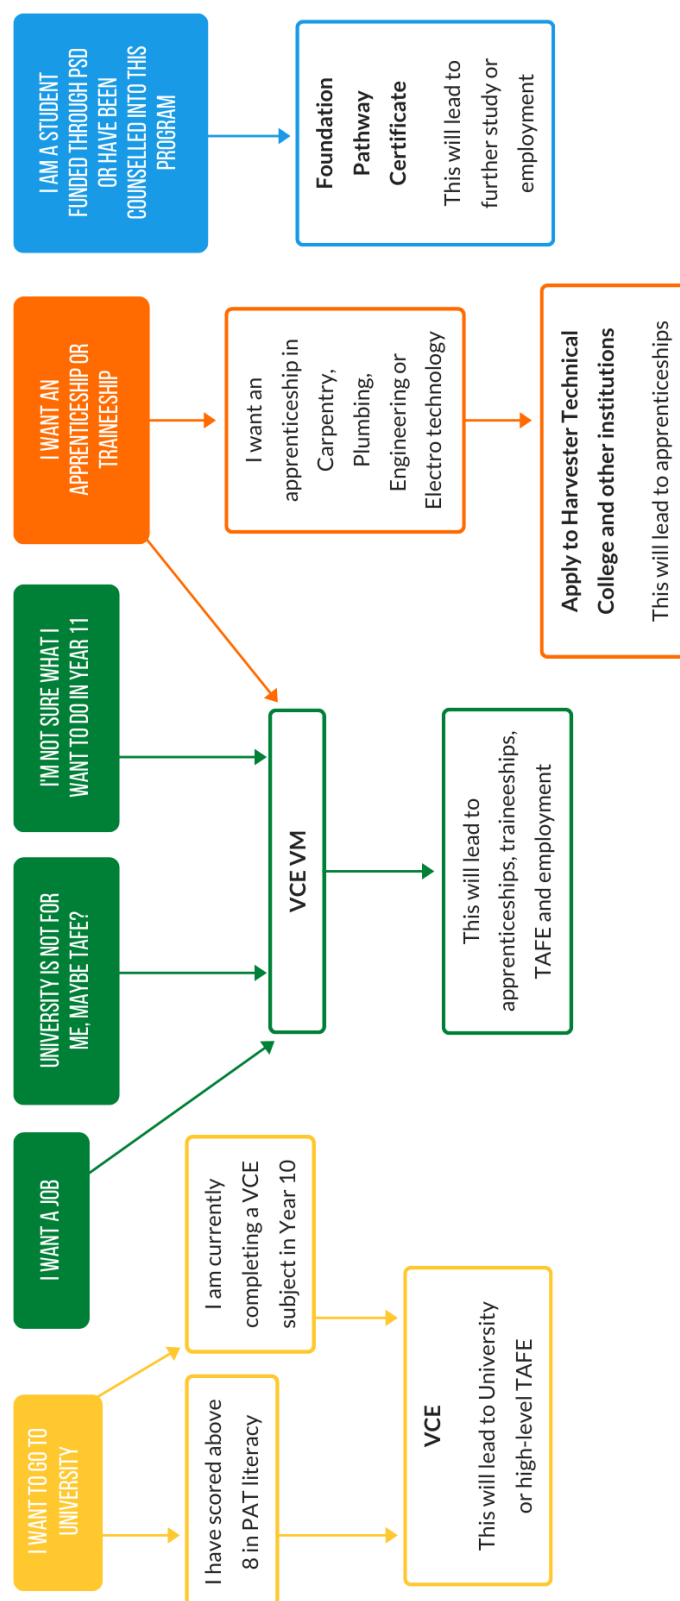 I WANT TO GO TO
UNIVERSITY
I WANT A JOB
UNIVERSITY IS NOT FOR
ME, MAYBE TAFE?
I'M NOT SURE WHAT I
WANT TO DO IN YEAR 11
I WANT AN
APPRENTICESHIP OR
TRAINEESHIP
I AM A STUDENT
FUNDED THROUGH PSD
OR HAVE BEEN
COUNSELLED INTO THIS
PROGRAM
I have scored above
8 in PAT literacy
I am currently
completing a VCE
subject in Year 10
VCE VM
I want an
apprenticeship in
Carpentry,
Plumbing,
Engineering or
Electro technology
Foundation
Pathway
Certificate
This will lead to
further study or
employment
VCE
This will lead to University
or high-level TAFE
This will lead to
apprenticeships, traineeships,
TAFE and employment
Apply to Harvester Technical
College and other institutions
This will lead to apprenticeships